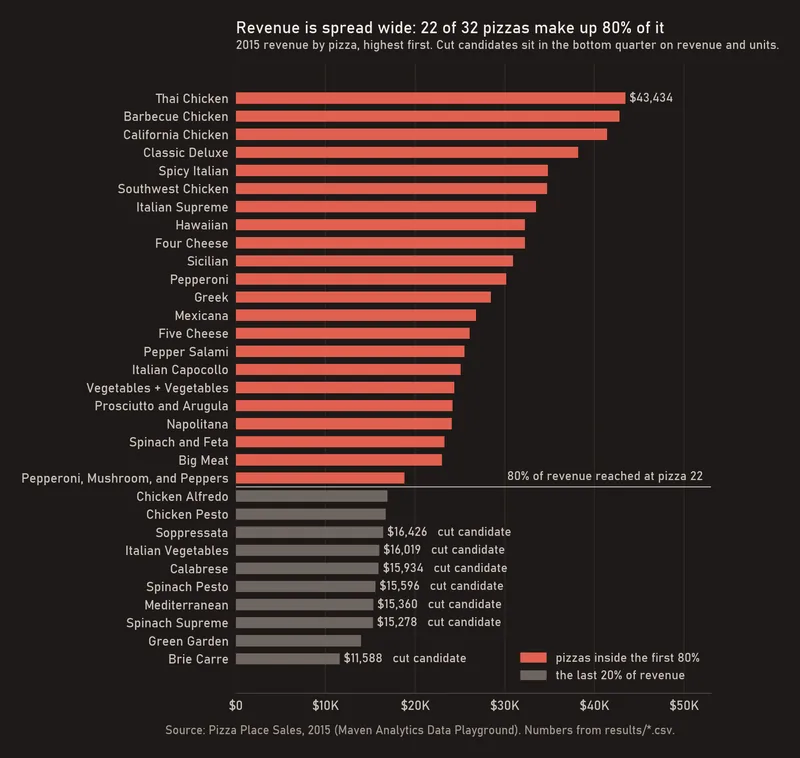 Revenue is spread wide: 22 of 32 pizzas make up 80% of it
2015 revenue by pizza, highest first. Cut candidates sit in the bottom quarter on revenue and units.
Thai Chicken $43,434
Barbecue Chicken
California Chicken
Classic Deluxe
Spicy Italian
Southwest Chicken
Italian Supreme
Hawaiian
Four Cheese
Sicilian
Pepperoni
Greek
Mexicana
Five Cheese
Pepper Salami
Italian Capocollo
Vegetables + Vegetables
Prosciutto and Arugula
Napolitana
Spinach and Feta
Big Meat
Pepperoni, Mushroom, and Peppers 80% of revenue reached at pizza 22
Chicken Alfredo
Chicken Pesto
Soppressata $16,426 cut candidate
Italian Vegetables $16,019 cut candidate
Calabrese $15,934 cut candidate
Spinach Pesto $15,596 cut candidate
Mediterranean $15,360 cut candidate
Spinach Supreme $15,278 cut candidate
Green Garden
Brie Carre $11,588 cut candidate
pizzas inside the first 80%
the last 20% of revenue
$0 $10K $20K $30K $40K $50K
Source: Pizza Place Sales, 2015 (Maven Analytics Data Playground). Numbers from results/*.csv.